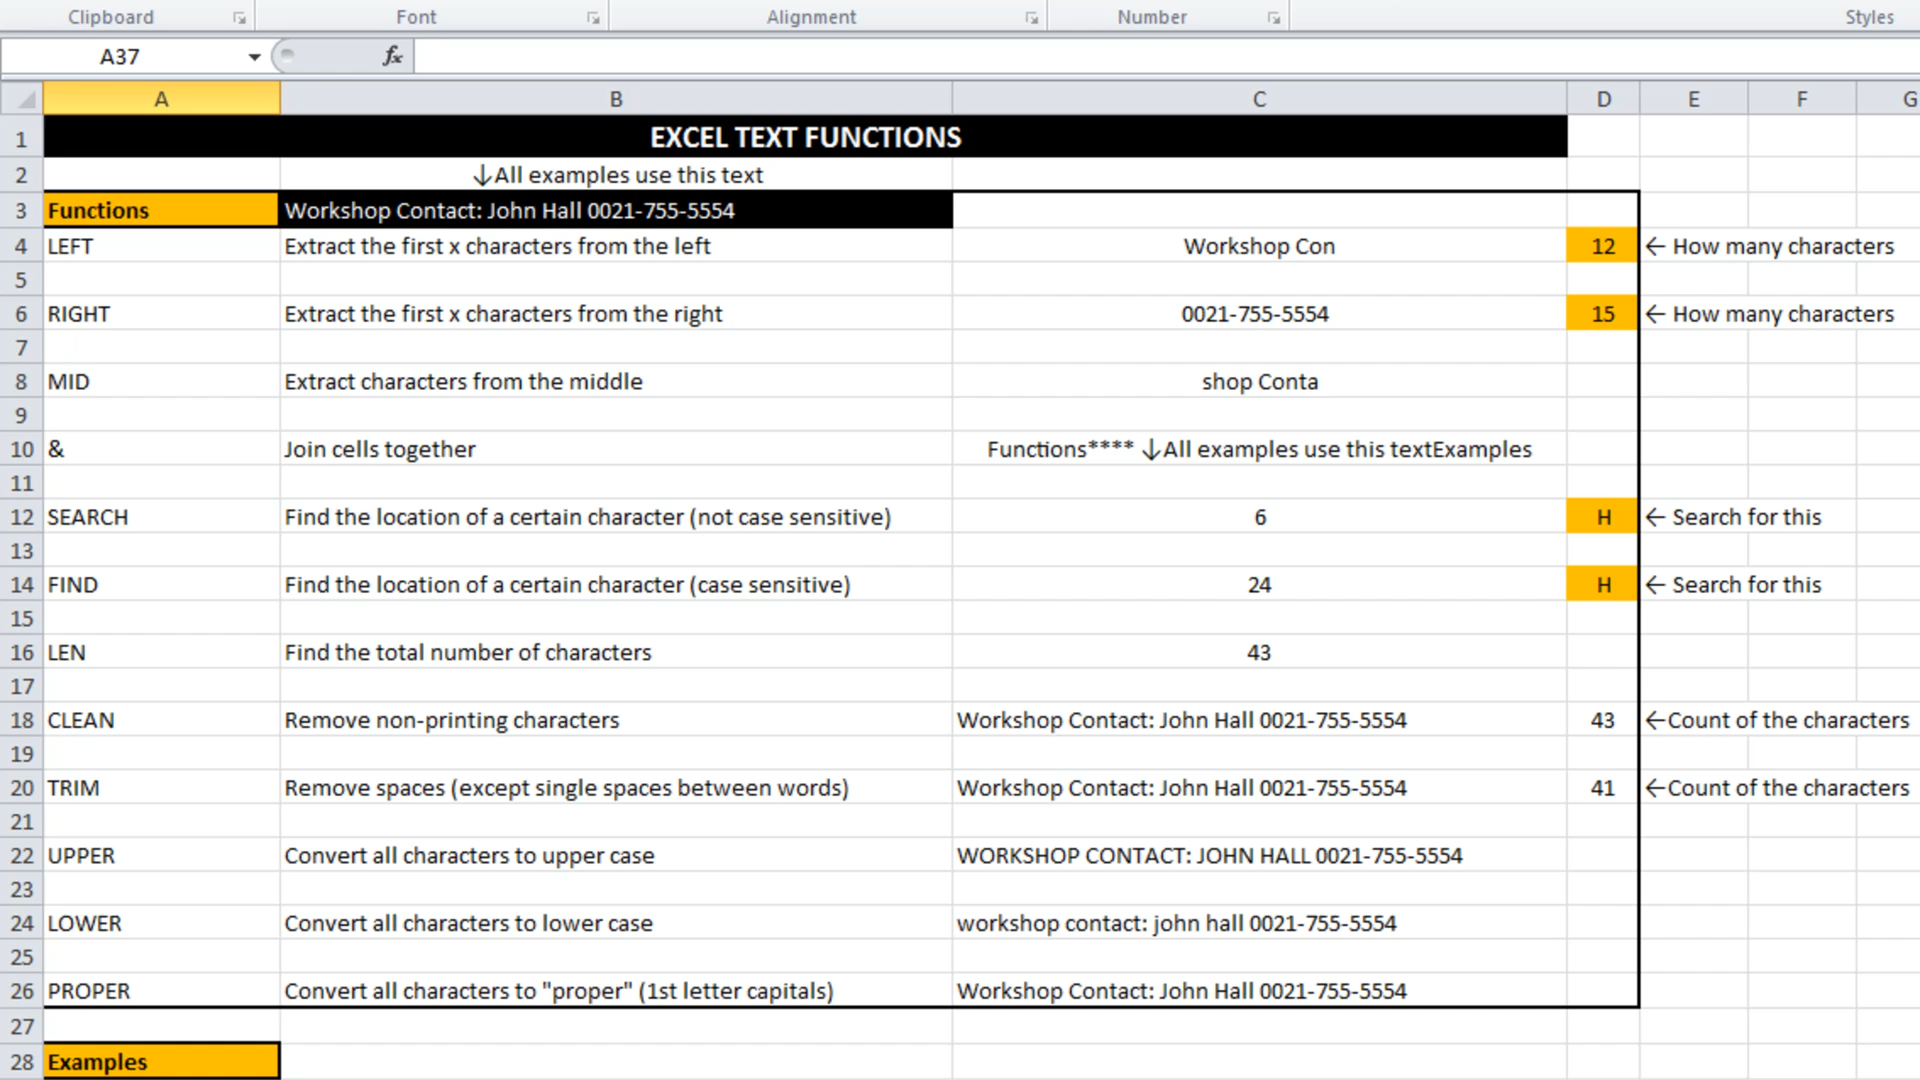 Clipboard Font Alignment Number Styles
A37 fx
A B C D E F G
1 EXCEL TEXT FUNCTIONS
2 ↓All examples use this text
3 Functions Workshop Contact: John Hall 0021-755-5554
4 LEFT Extract the first x characters from the left Workshop Con 12 ← How many characters
5
6 RIGHT Extract the first x characters from the right 0021-755-5554 15 ← How many characters
7
8 MID Extract characters from the middle shop Conta
9
10 & Join cells together Functions**** ↓All examples use this textExamples
11
12 SEARCH Find the location of a certain character (not case sensitive) 6 H ← Search for this
13
14 FIND Find the location of a certain character (case sensitive) 24 H ← Search for this
15
16 LEN Find the total number of characters 43
17
18 CLEAN Remove non-printing characters Workshop Contact: John Hall 0021-755-5554 43 ←Count of the characters
19
20 TRIM Remove spaces (except single spaces between words) Workshop Contact: John Hall 0021-755-5554 41 ←Count of the characters
21
22 UPPER Convert all characters to upper case WORKSHOP CONTACT: JOHN HALL 0021-755-5554
23
24 LOWER Convert all characters to lower case workshop contact: john hall 0021-755-5554
25
26 PROPER Convert all characters to "proper" (1st letter capitals) Workshop Contact: John Hall 0021-755-5554
27
28 Examples